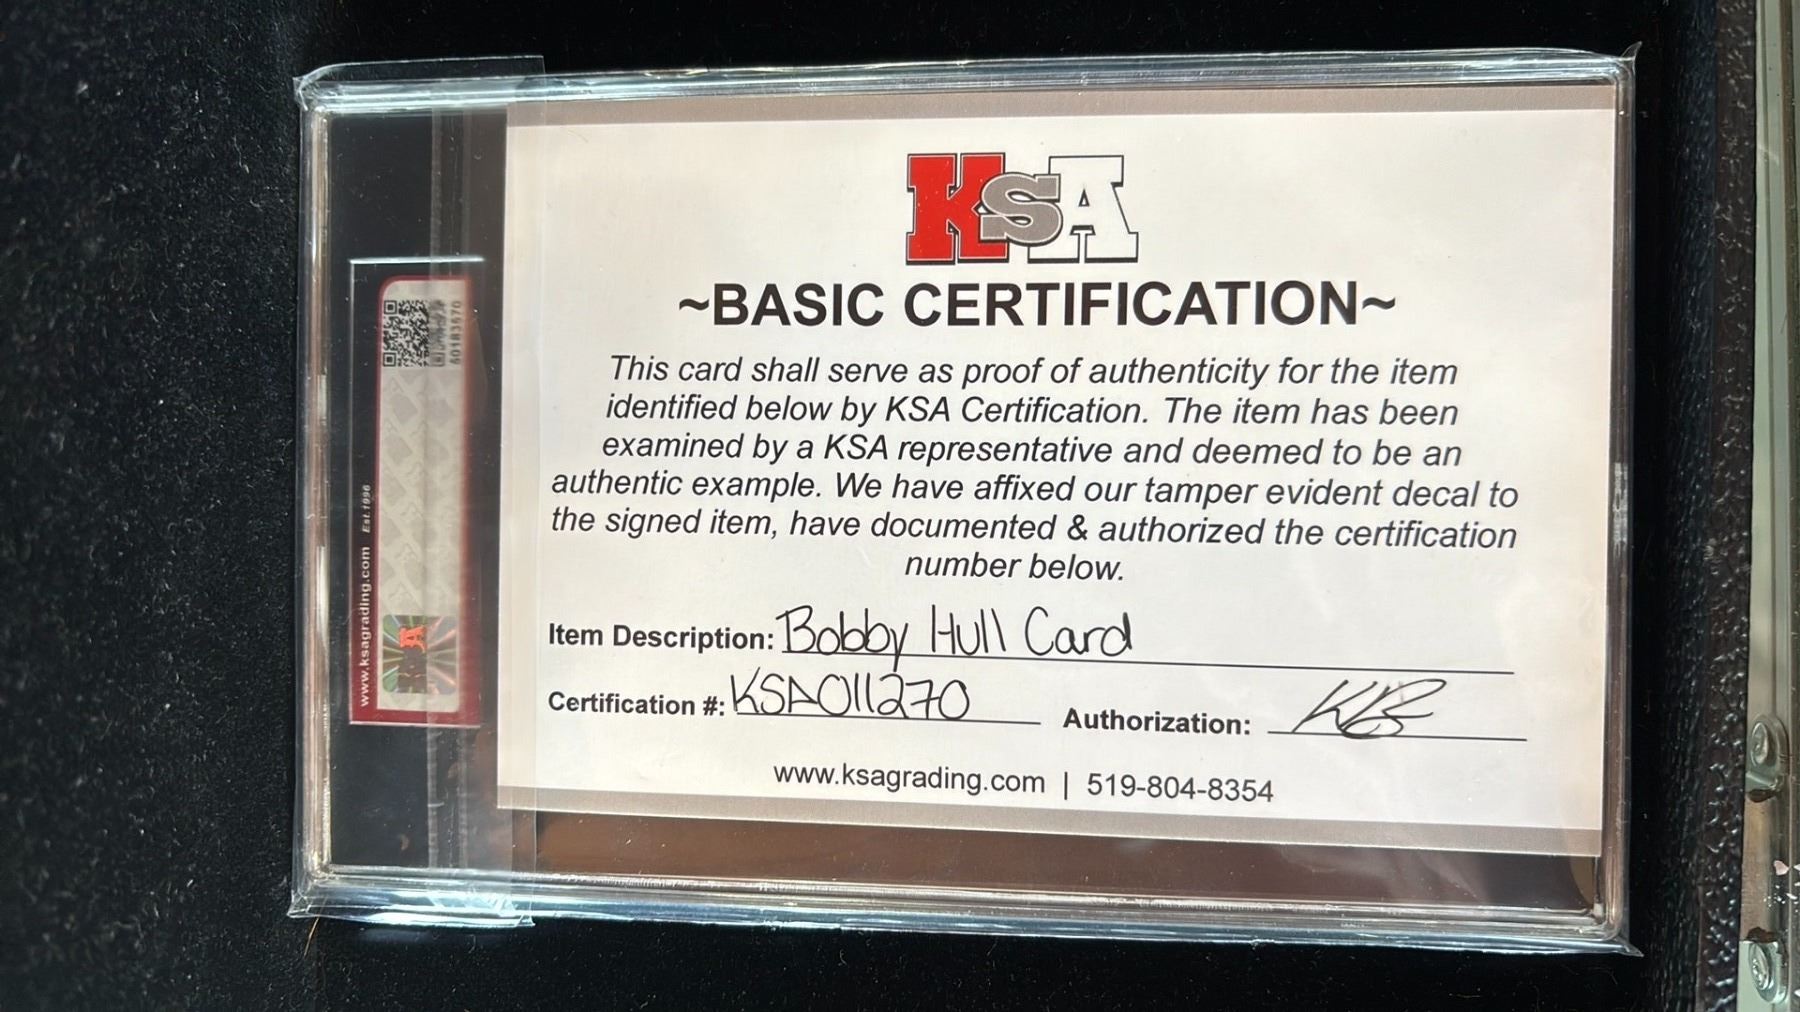 KSA
~BASIC CERTIFICATION~
This card shall serve as proof of authenticity for the item
identified below by KSA Certification. The item has been
examined by a KSA representative and deemed to be an
authentic example. We have affixed our tamper evident decal to
the signed item, have documented & authorized the certification
number below.
Item Description: Bobby Hull Card
Certification #: KSA011270 Authorization:
www.ksagrading.com | 519-804-8354
www.ksagrading.com Est.1996